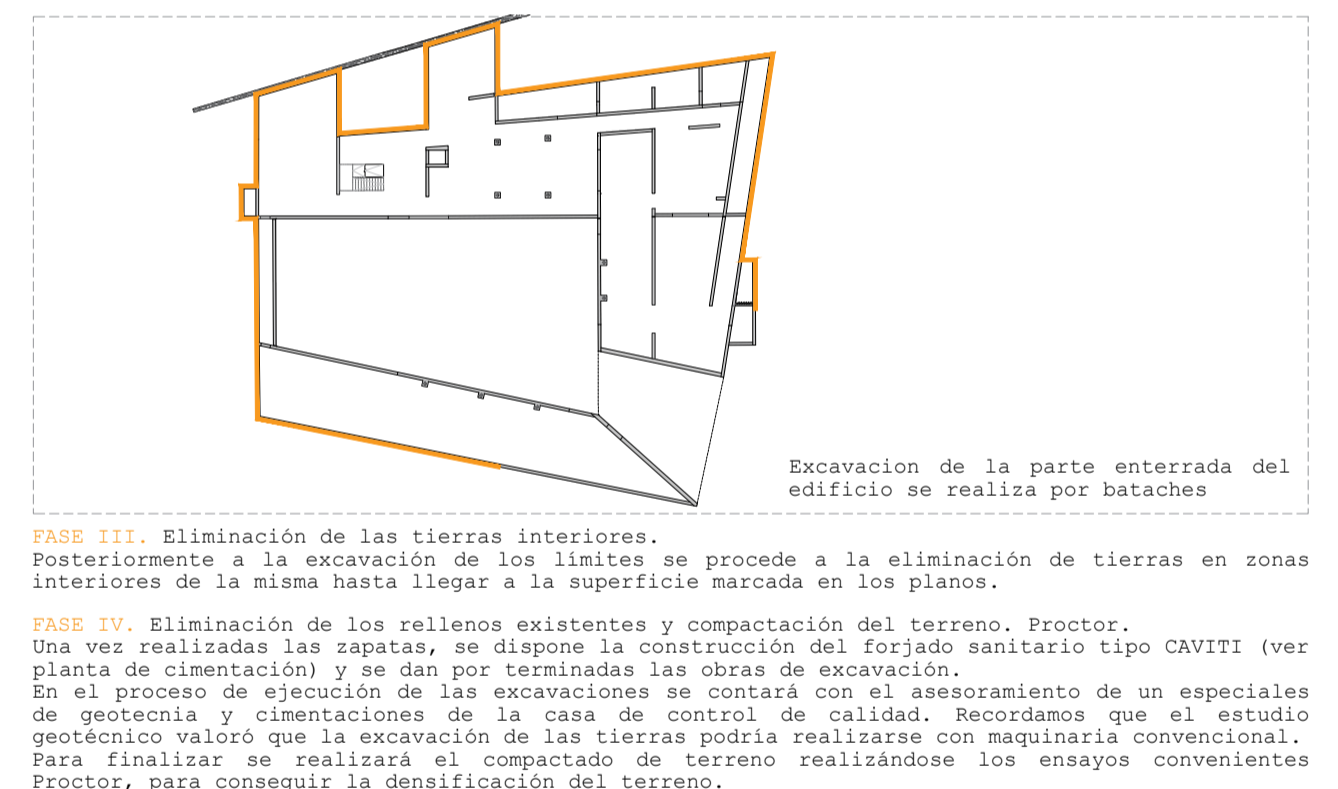 Excavacion de la parte enterrada del
edificio se realiza por bataches
FASE III. Eliminación de las tierras interiores.
Posteriormente a la excavación de los límites se procede a la eliminación de tierras en zonas
interiores de la misma hasta llegar a la superficie marcada en los planos.
FASE IV. Eliminación de los rellenos existentes y compactación del terreno. Proctor.
Una vez realizadas las zapatas, se dispone la construcción del forjado sanitario tipo CAVITI (ver
planta de cimentación) y se dan por terminadas las obras de excavación.
En el proceso de ejecución de las excavaciones se contará con el asesoramiento de un especiales
de geotecnia y cimentaciones de la casa de control de calidad. Recordamos que el estudio
geotécnico valoró que la excavación de las tierras podría realizarse con maquinaria convencional.
Para finalizar se realizará el compactado de terreno realizándose los ensayos convenientes
Proctor, para conseguir la densificación del terreno.